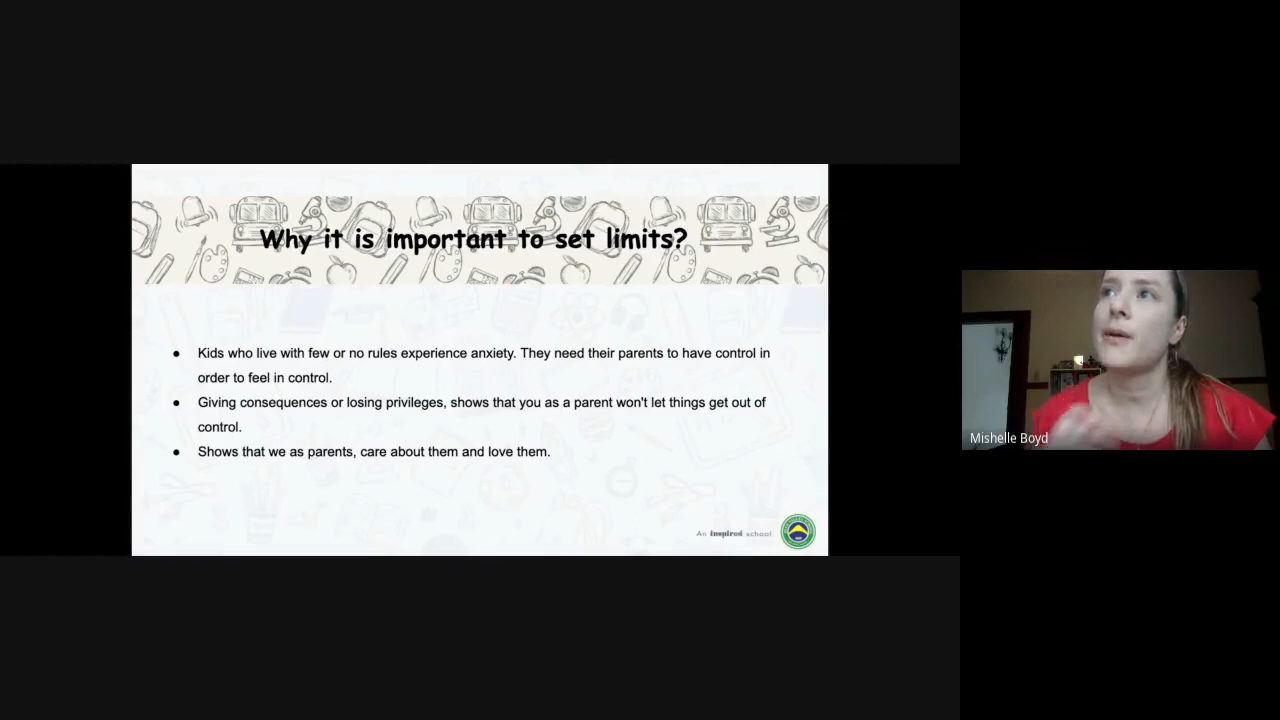 Why it is important to set limits?
● Kids who live with few or no rules experience anxiety. They need their parents to have control in
order to feel in control.
● Giving consequences or losing privileges, shows that you as a parent won't let things get out of
control.
● Shows that we as parents, care about them and love them.
An inspired school
Mishelle Boyd